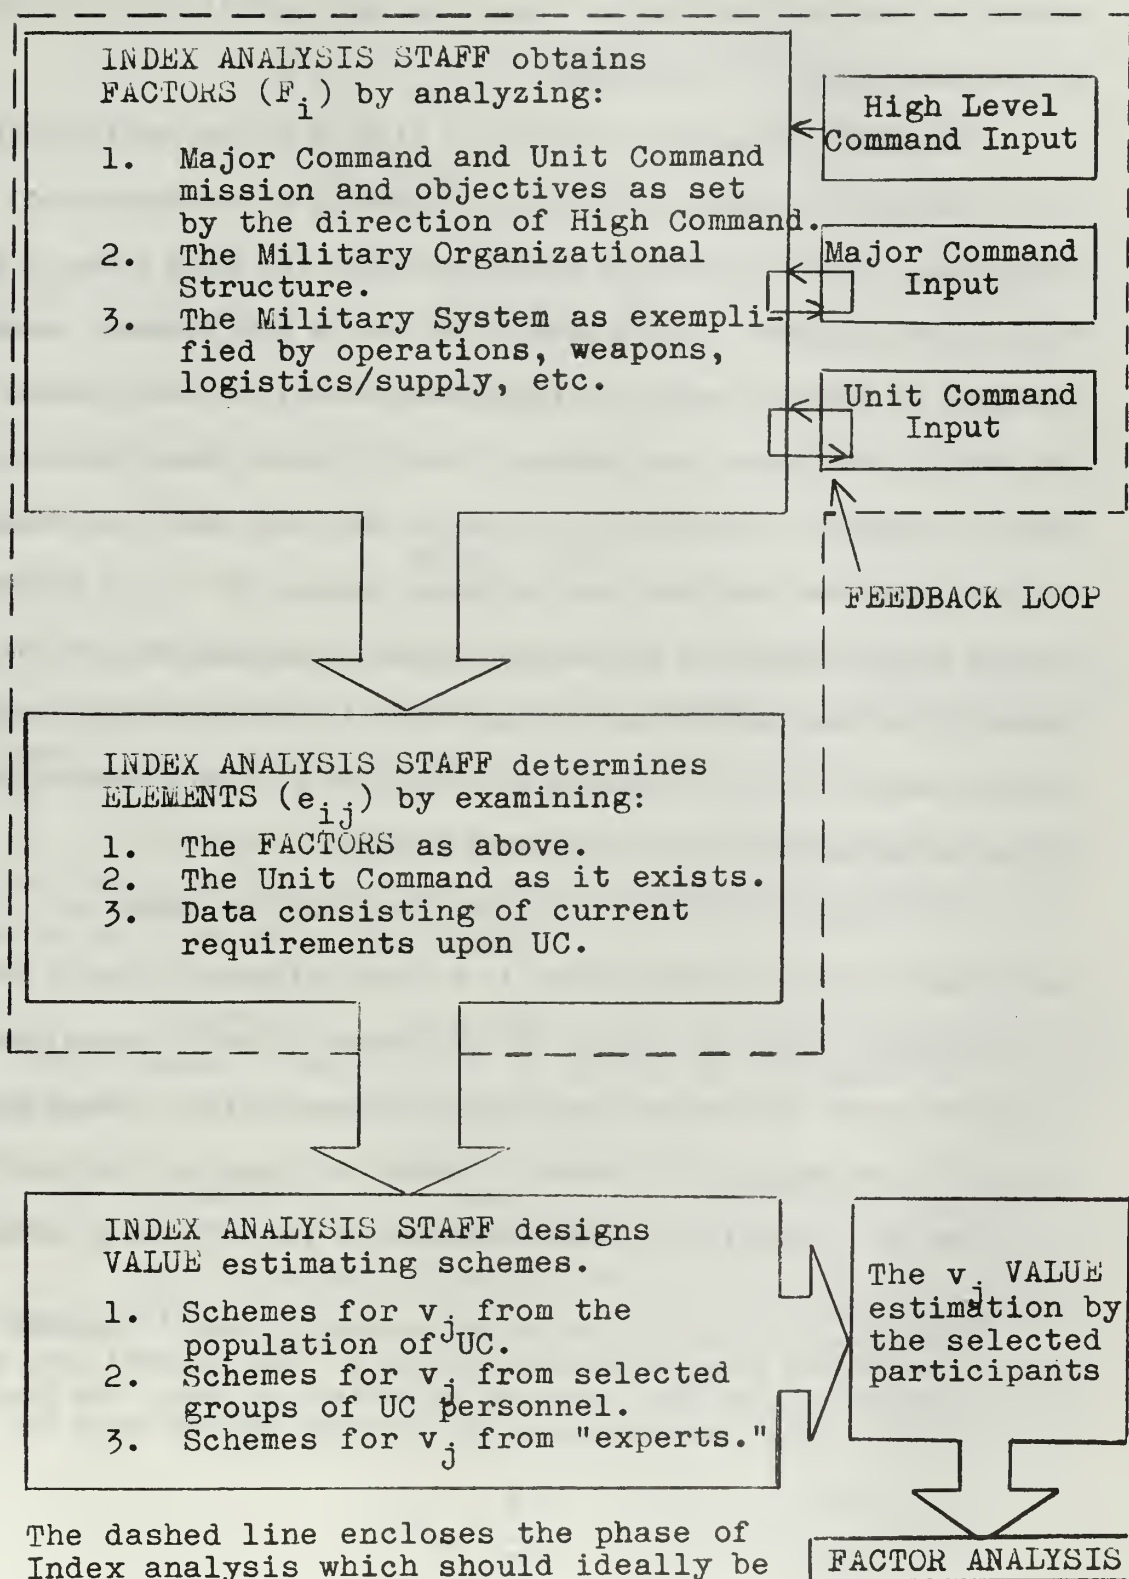 INDEX ANALYSIS STAFF obtains
FACTORS (F_i) by analyzing:
1. Major Command and Unit Command
mission and objectives as set
by the direction of High Command.
2. The Military Organizational
Structure.
3. The Military System as exempli-
fied by operations, weapons,
logistics/supply, etc.
High Level
Command Input
Major Command
Input
Unit Command
Input
FEEDBACK LOOP
INDEX ANALYSIS STAFF determines
ELEMENTS (e_ij) by examining:
1. The FACTORS as above.
2. The Unit Command as it exists.
3. Data consisting of current
requirements upon UC.
INDEX ANALYSIS STAFF designs
VALUE estimating schemes.
1. Schemes for v_j from the
population of UC.
2. Schemes for v_j from selected
groups of UC personnel.
3. Schemes for v_j from "experts."
The v_j VALUE
estimation by
the selected
participants
The dashed line encloses the phase of
Index analysis which should ideally be
FACTOR ANALYSIS